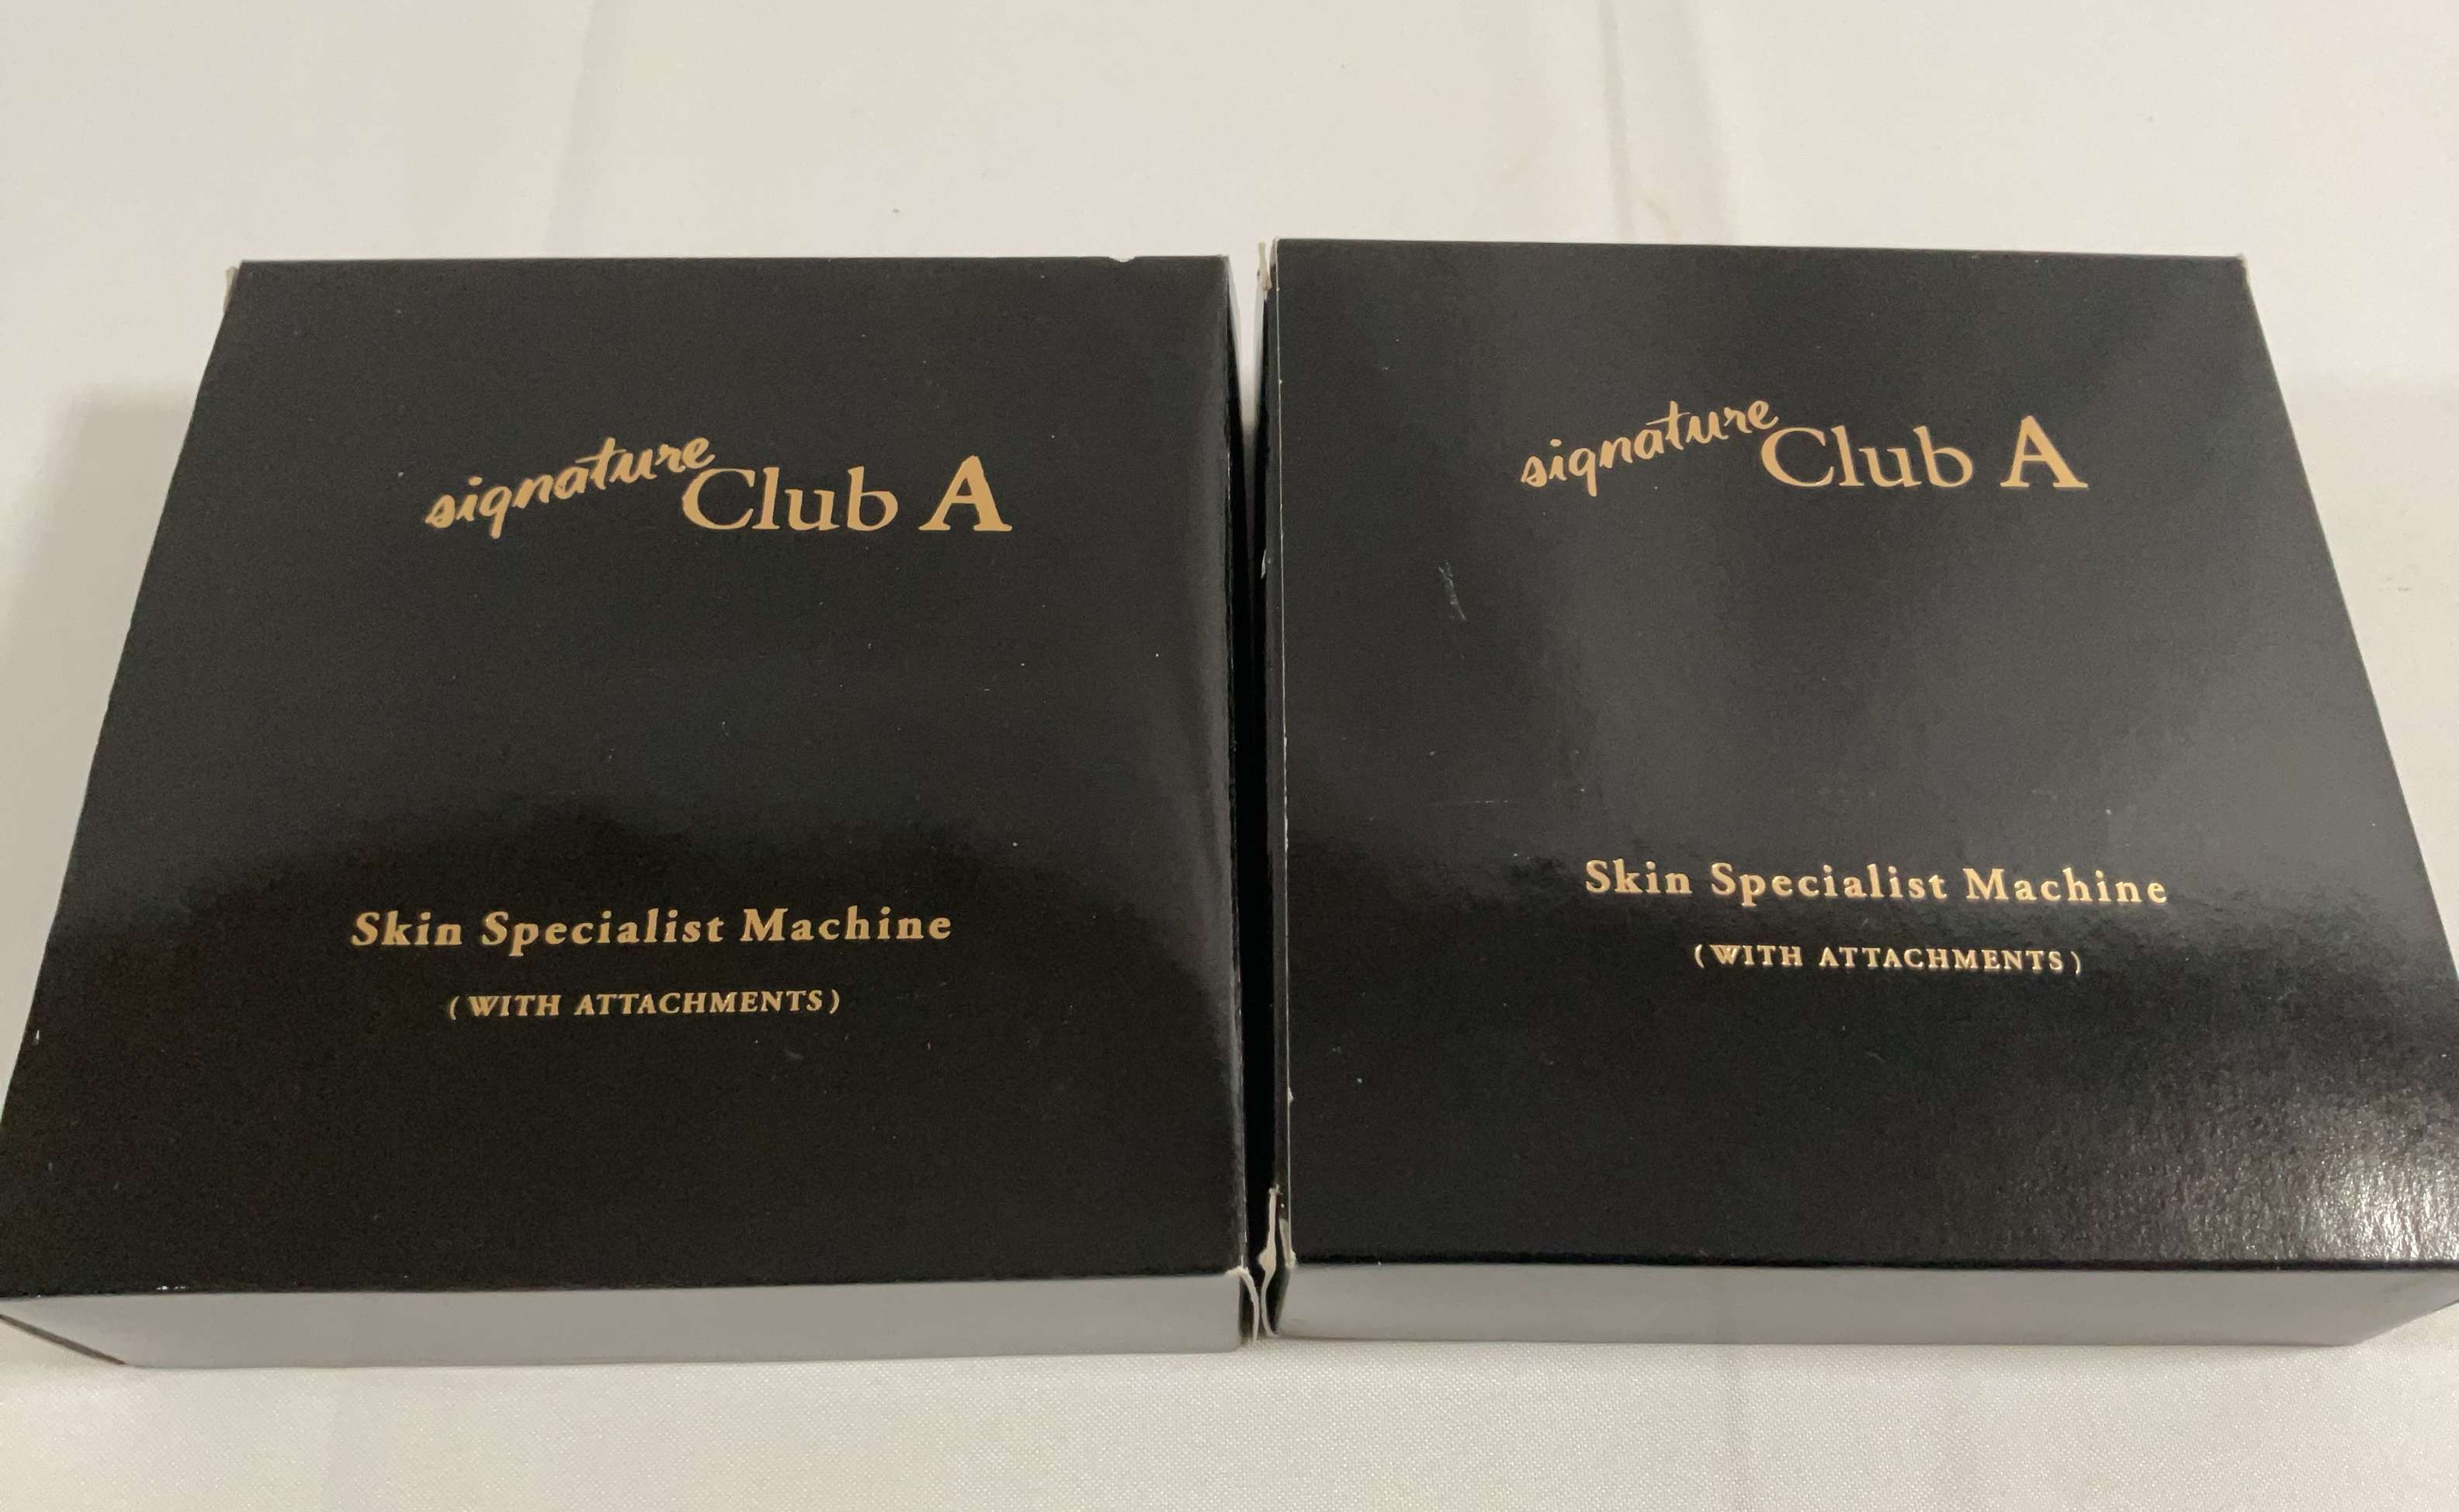 signature Club A
Skin Specialist Machine
(WITH ATTACHMENTS)
signature Club A
Skin Specialist Machine
(WITH ATTACHMENTS)